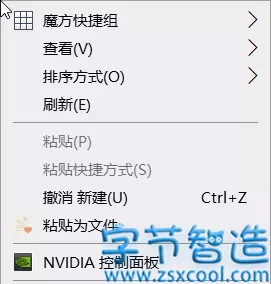 魔方快捷组
查看(V)
排序方式(O)
刷新(E)
粘贴(P)
粘贴快捷方式(S)
撤消 新建(U) Ctrl+Z
粘贴为文件
字节智造
NVIDIA 控制面板
www.zsxcool.com